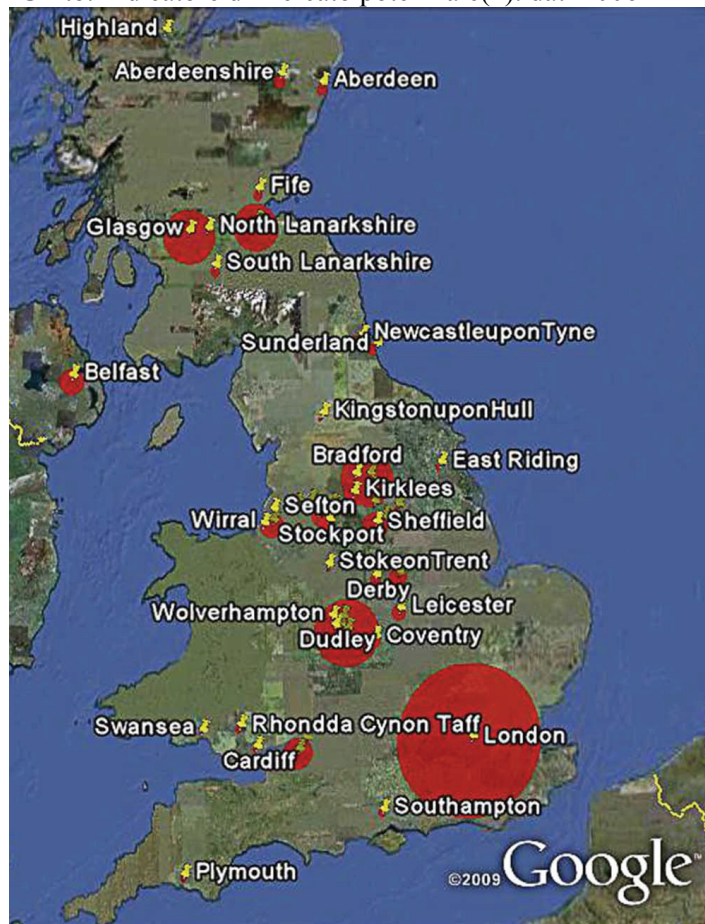 Highland
Aberdeenshire
Aberdeen
Fife
Glasgow
North Lanarkshire
South Lanarkshire
NewcastleuponTyne
Sunderland
Belfast
KingstonuponHull
Bradford
East Riding
Kirklees
Sefton
Wirral
Sheffield
Stockport
StokeonTrent
Derby
Leicester
Wolverhampton
Dudley
Coventry
Swansea
Rhondda Cynon Taff
London
Cardiff
Southampton
Plymouth
©2009 Google™